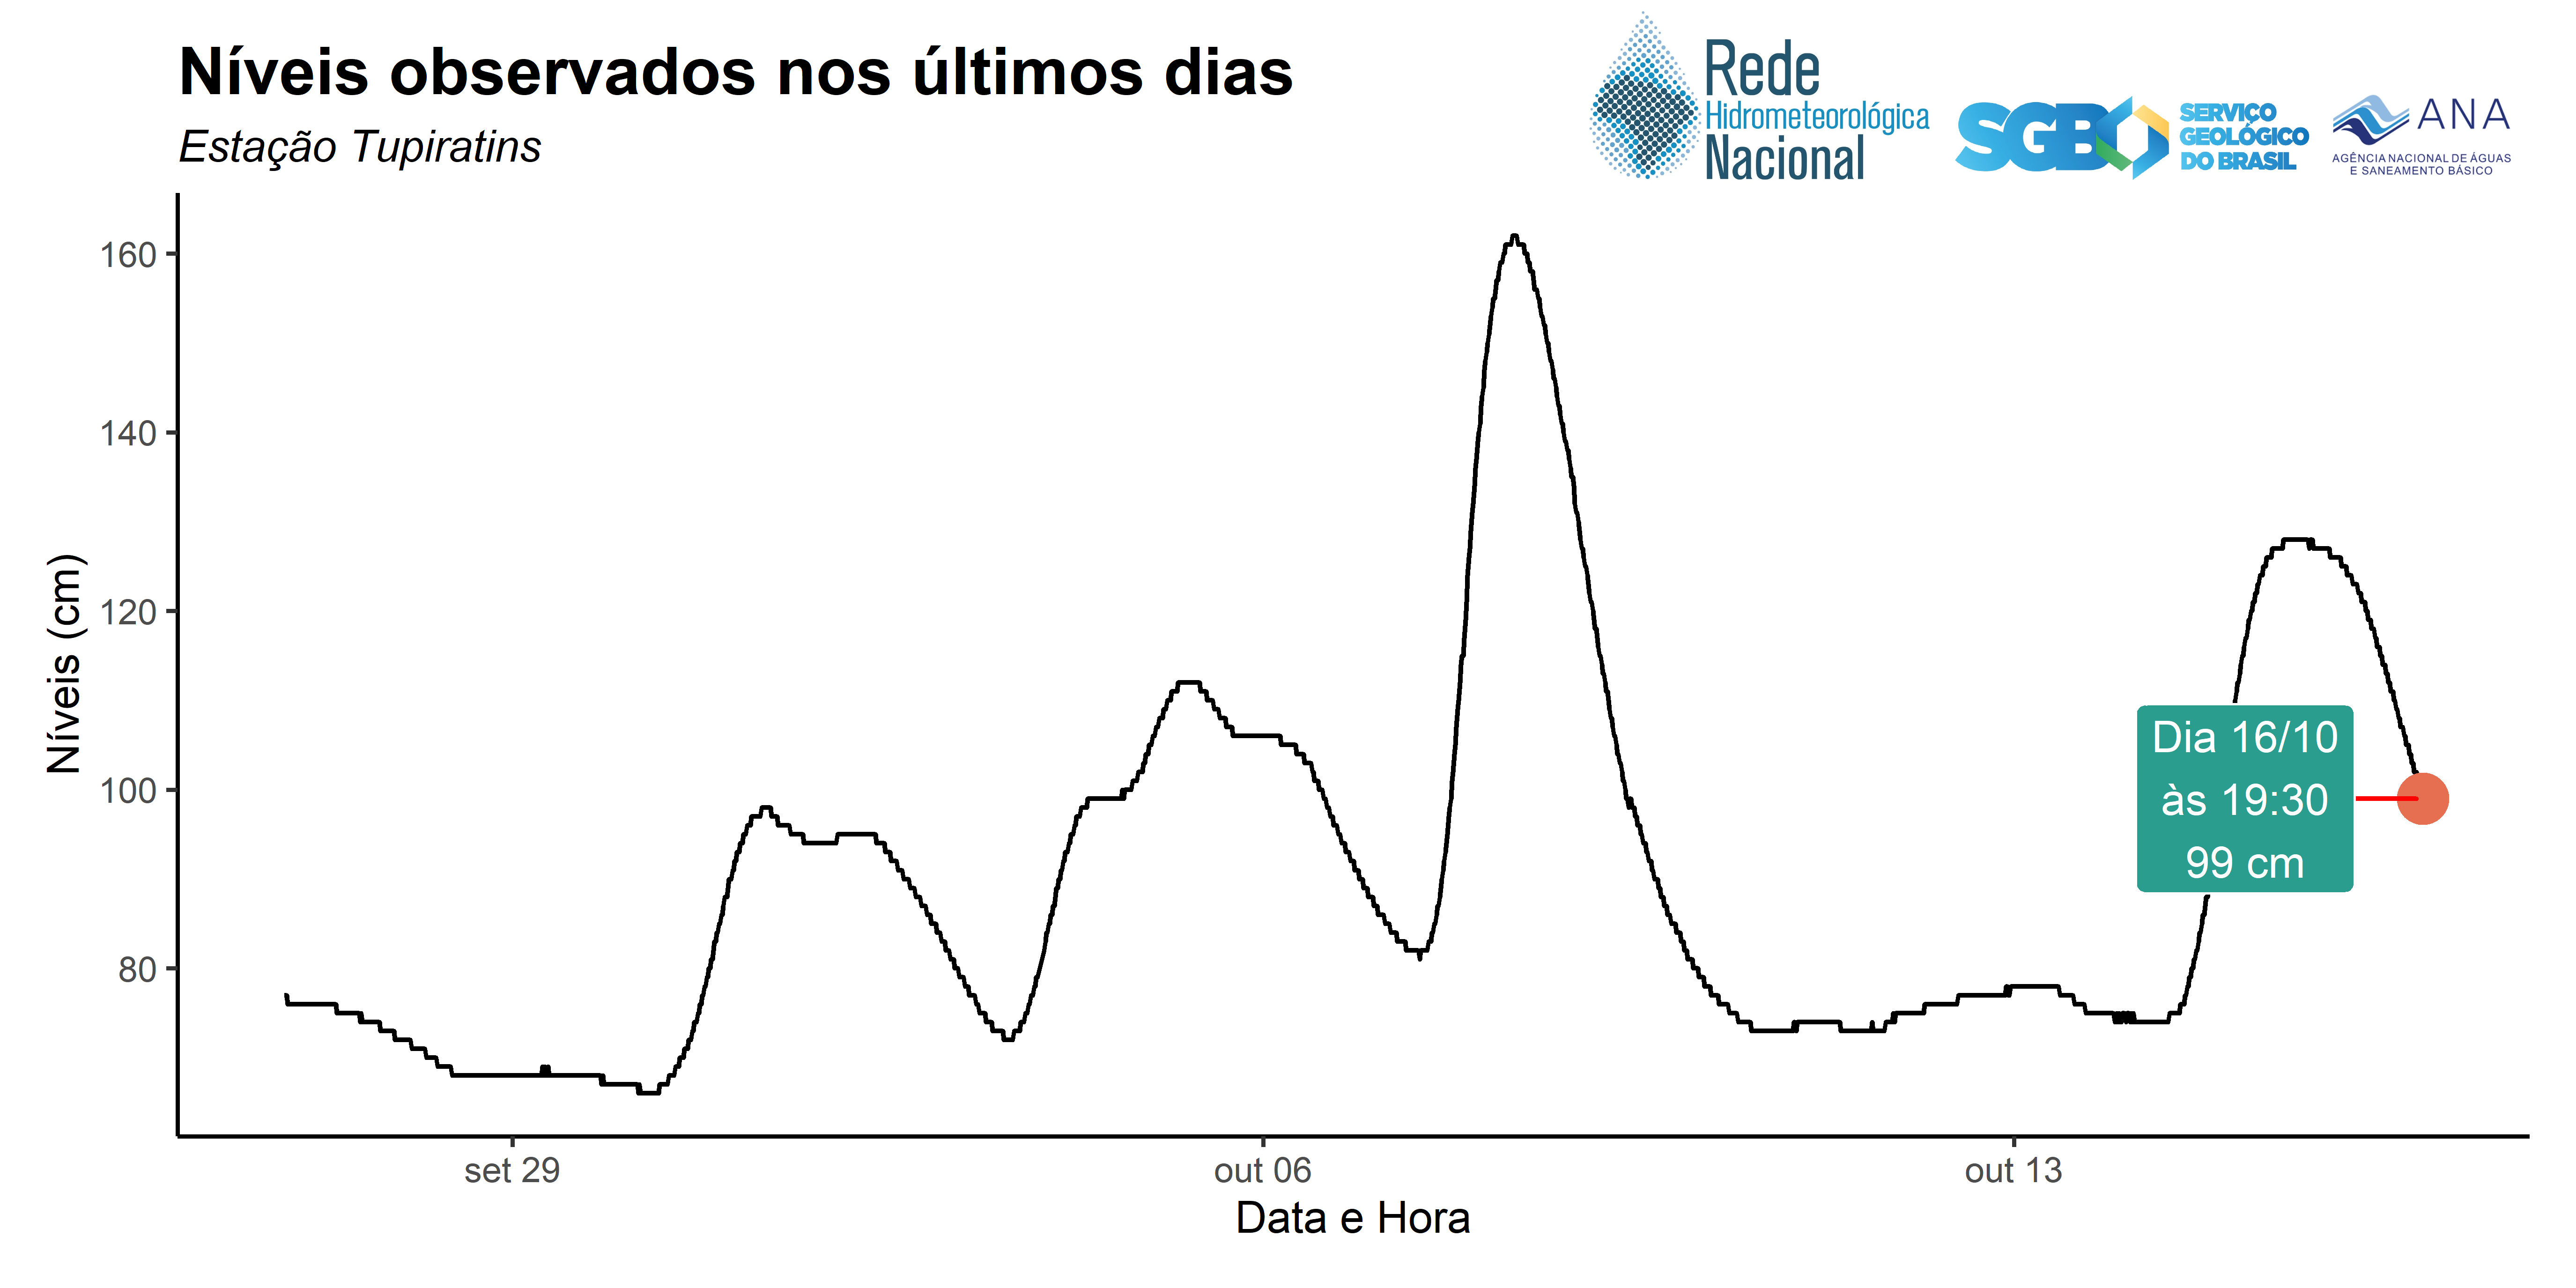 Níveis observados nos últimos dias
Estação Tupiratins
Rede
Hidrometeorológica
Nacional
SGB
SERVIÇO
GEOLÓGICO
DO BRASIL
ANA
AGÊNCIA NACIONAL DE ÁGUAS
E SANEAMENTO BÁSICO
Níveis (cm)
160
140
120
100
80
Dia 16/10
às 19:30
99 cm
set 29
out 06
out 13
Data e Hora